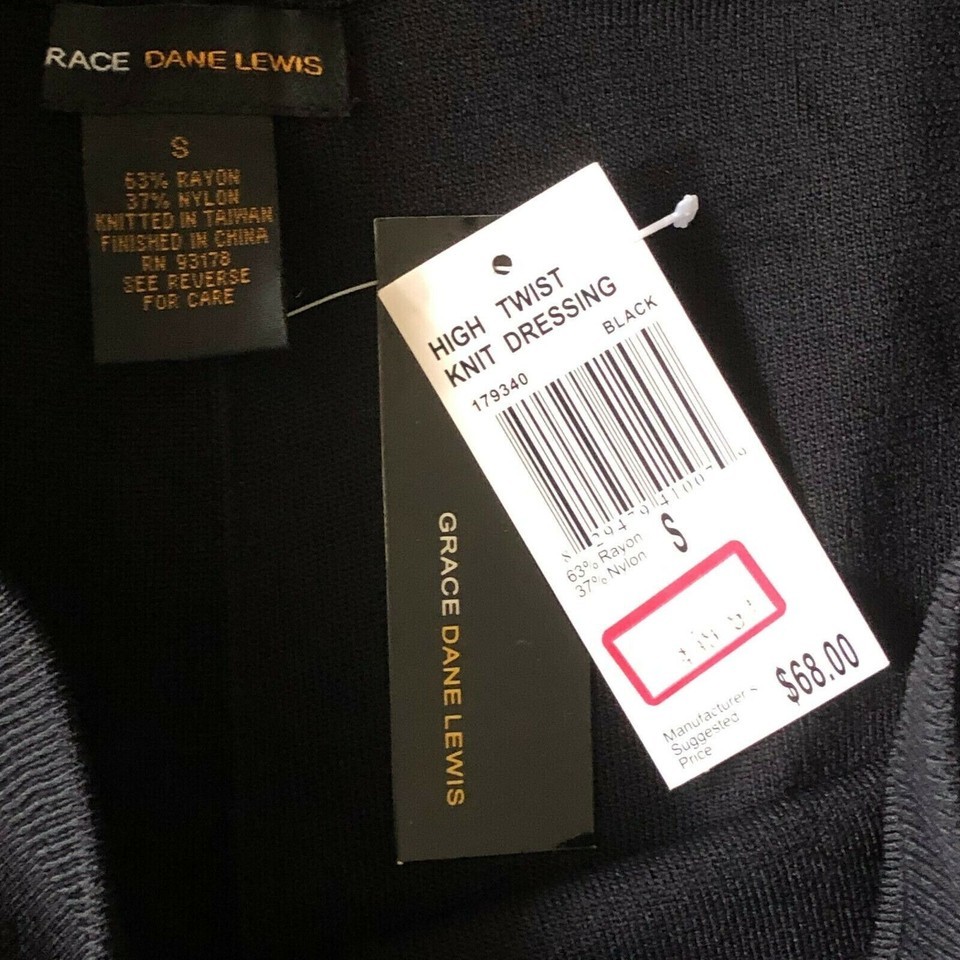 RACE DANE LEWIS
S
63% RAYON
37% NYLON
KNITTED IN TAIWAN
FINISHED IN CHINA
RN 93178
SEE REVERSE
FOR CARE
GRACE DANE LEWIS
HIGH TWIST
KNIT DRESSING
179340 BLACK
63% Rayon
37% Nylon
S
$68.00
Manufacturer's
Suggested
Price